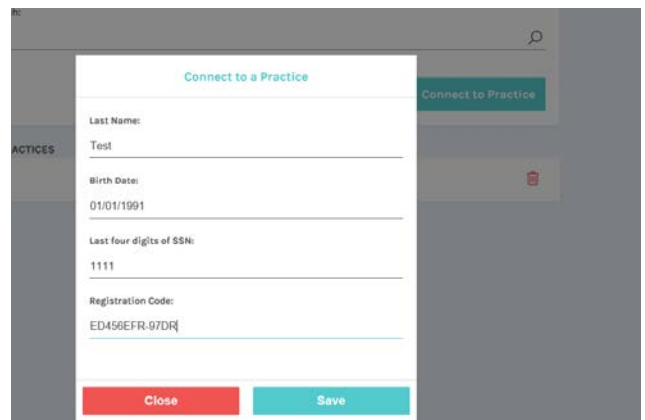 h:
Connect to a Practice
Connect to Practice
Last Name:
ACTICES
Test
Birth Date:
01/01/1991
Last four digits of SSN:
1111
Registration Code:
ED456EFR-97DR
Close Save